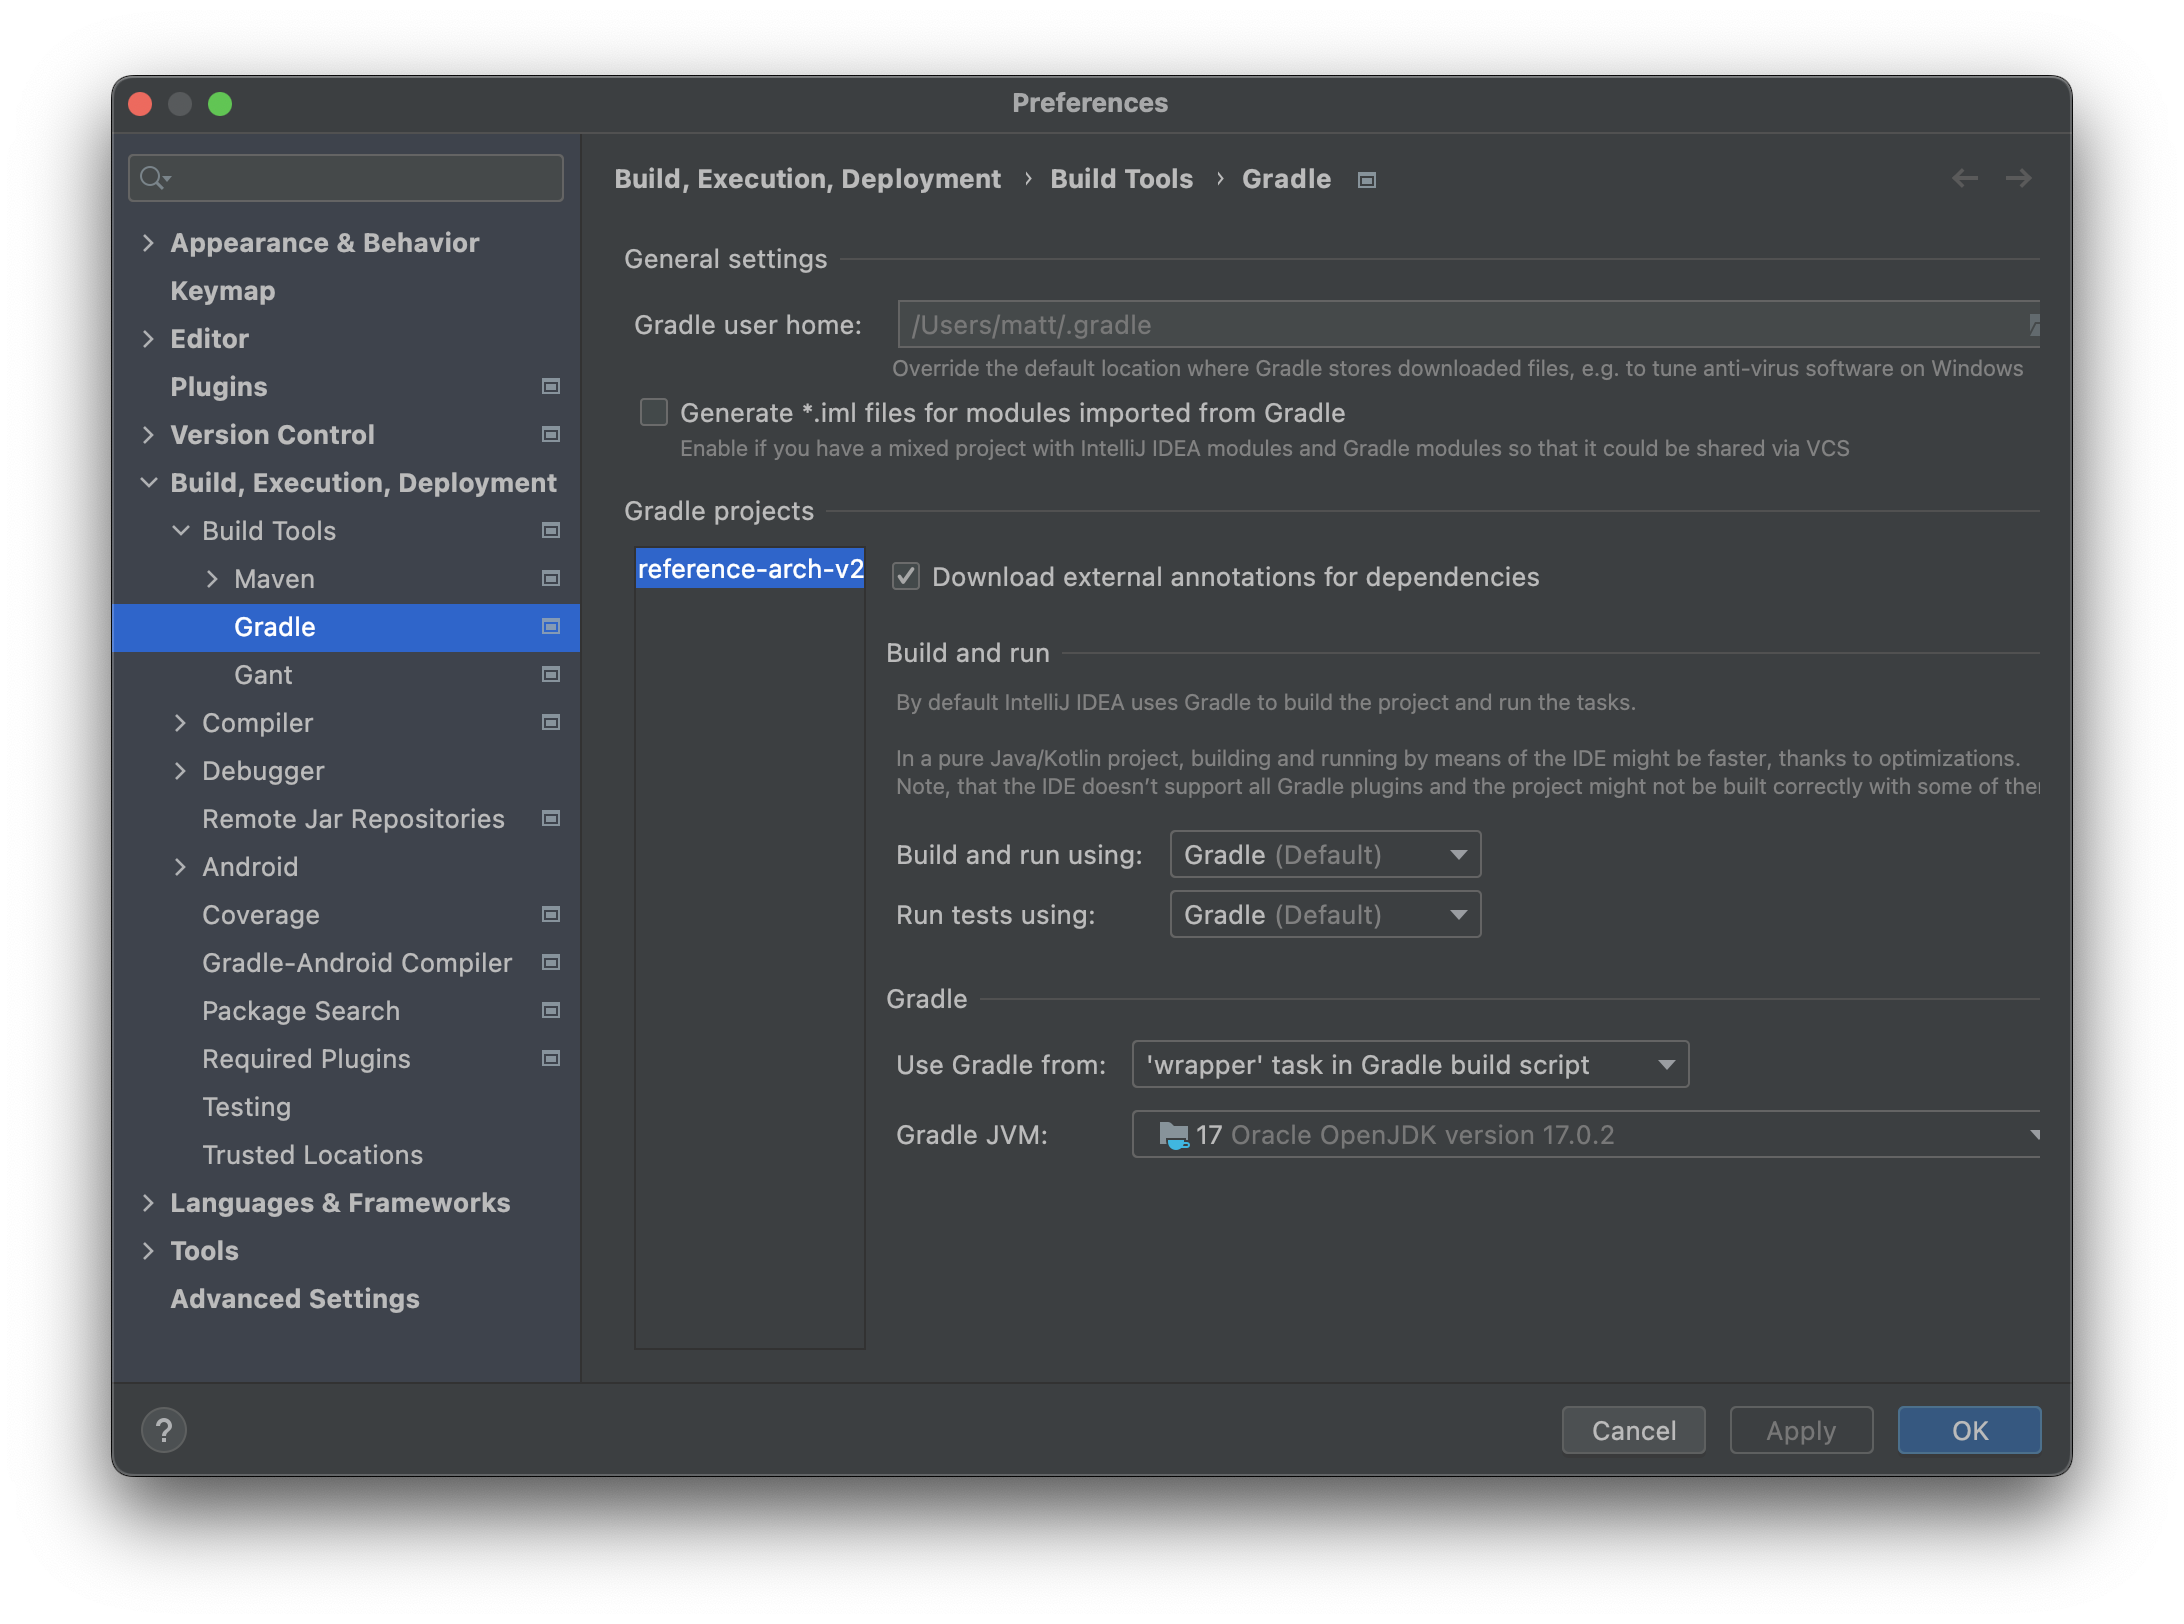 Preferences
Appearance & Behavior
Keymap
Editor
Plugins
Version Control
Build, Execution, Deployment
Build Tools
Maven
Gradle
Gant
Compiler
Debugger
Remote Jar Repositories
Android
Coverage
Gradle-Android Compiler
Package Search
Required Plugins
Testing
Trusted Locations
Languages & Frameworks
Tools
Advanced Settings
Build, Execution, Deployment › Build Tools › Gradle
General settings
Gradle user home: /Users/matt/.gradle
Override the default location where Gradle stores downloaded files, e.g. to tune anti-virus software on Windows
Generate *.iml files for modules imported from Gradle
Enable if you have a mixed project with IntelliJ IDEA modules and Gradle modules so that it could be shared via VCS
Gradle projects
reference-arch-v2
Download external annotations for dependencies
Build and run
By default IntelliJ IDEA uses Gradle to build the project and run the tasks.
In a pure Java/Kotlin project, building and running by means of the IDE might be faster, thanks to optimizations.
Note, that the IDE doesn’t support all Gradle plugins and the project might not be built correctly with some of
Build and run using: Gradle (Default)
Run tests using: Gradle (Default)
Gradle
Use Gradle from: 'wrapper' task in Gradle build script
Gradle JVM: 17 Oracle OpenJDK version 17.0.2
?
Cancel
Apply
OK